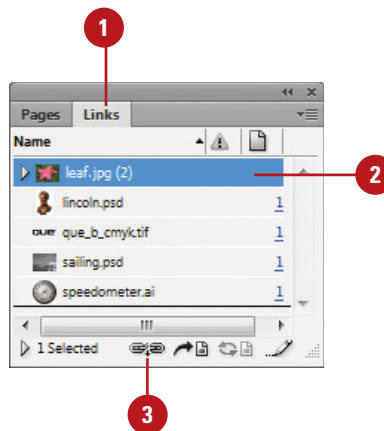 1
Pages Links
Name
leaf.jpg (2)
2
lincoln.psd 1
QUE que_b_cmyk.tif 1
sailing.psd 1
speedometer.ai 1
1 Selected
3